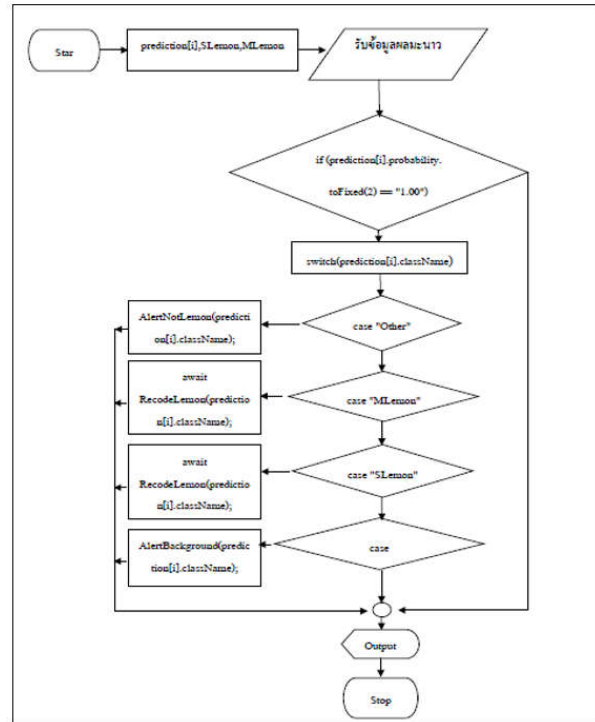 Star
prediction[i],SLemon,MLemon
รับข้อมูลผลมะนาว
if (prediction[i].probability.
toFixed(2) == "1.00")
switch(prediction[i].className)
AlertNotLemon(predicti
on[i].className);
case "Other"
await
RecodeLemon(predictio
n[i].className);
case "MLemon"
await
RecodeLemon(predictio
n[i].className);
case "SLemon"
AlertBackground(predic
tion[i].className);
case
Output
Stop